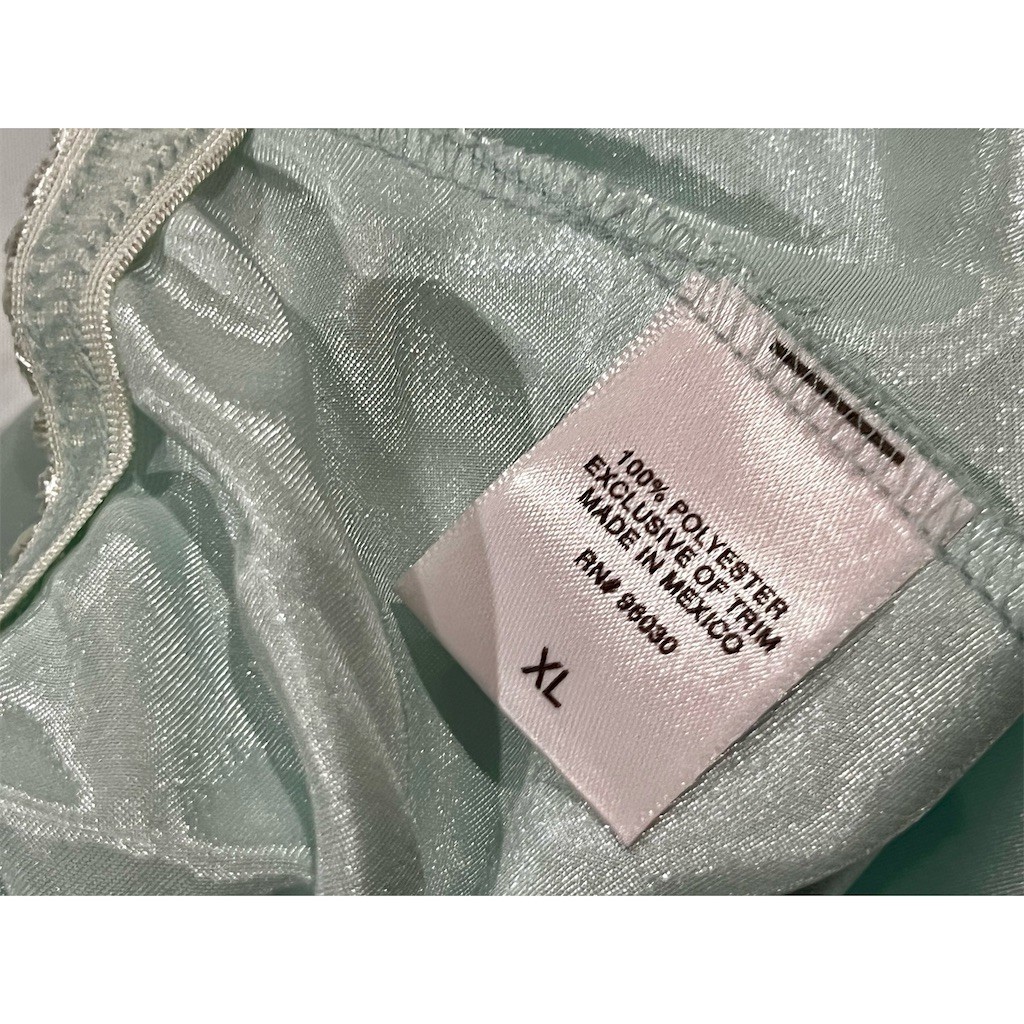 100% POLYESTER
EXCLUSIVE OF TRIM
MADE IN MEXICO
RN# 96030
XL